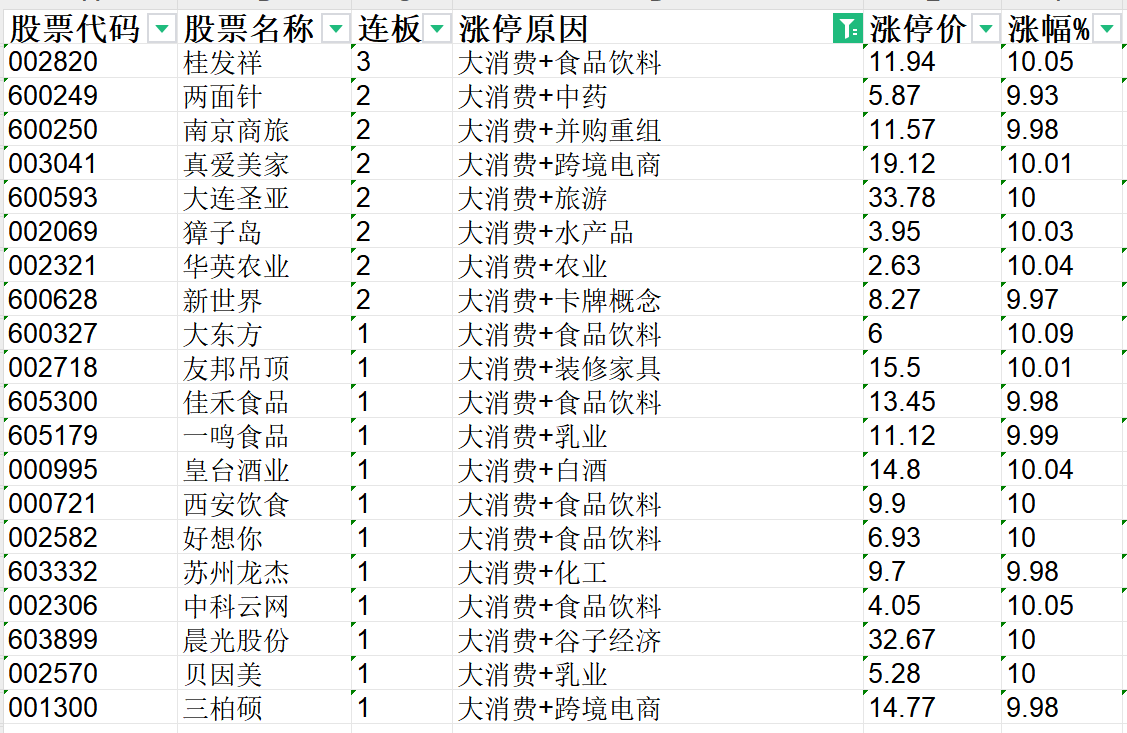 股票代码 股票名称 连板 涨停原因 涨停价 涨幅%
002820 桂发祥 3 大消费+食品饮料 11.94 10.05
600249 两面针 2 大消费+中药 5.87 9.93
600250 南京商旅 2 大消费+并购重组 11.57 9.98
003041 真爱美家 2 大消费+跨境电商 19.12 10.01
600593 大连圣亚 2 大消费+旅游 33.78 10
002069 獐子岛 2 大消费+水产品 3.95 10.03
002321 华英农业 2 大消费+农业 2.63 10.04
600628 新世界 2 大消费+卡牌概念 8.27 9.97
600327 大东方 1 大消费+食品饮料 6 10.09
002718 友邦吊顶 1 大消费+装修家具 15.5 10.01
605300 佳禾食品 1 大消费+食品饮料 13.45 9.98
605179 一鸣食品 1 大消费+乳业 11.12 9.99
000995 皇台酒业 1 大消费+白酒 14.8 10.04
000721 西安饮食 1 大消费+食品饮料 9.9 10
002582 好想你 1 大消费+食品饮料 6.93 10
603332 苏州龙杰 1 大消费+化工 9.7 9.98
002306 中科云网 1 大消费+食品饮料 4.05 10.05
603899 晨光股份 1 大消费+谷子经济 32.67 10
002570 贝因美 1 大消费+乳业 5.28 10
001300 三柏硕 1 大消费+跨境电商 14.77 9.98